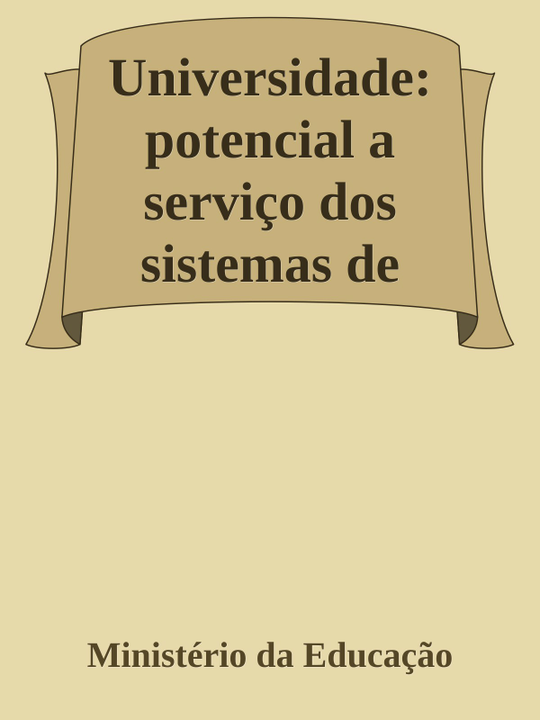 Universidade:
potencial a
serviço dos
sistemas de
Ministério da Educação